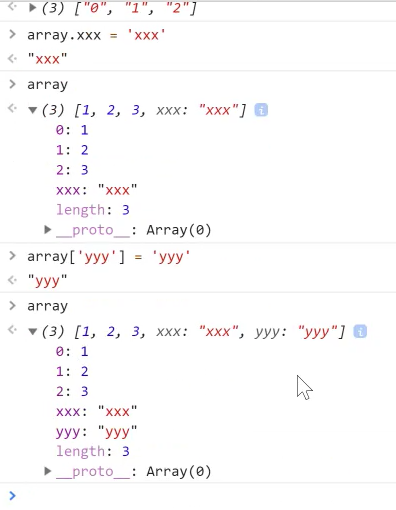 (3) ["0", "1", "2"]
array.xxx = 'xxx'
"xxx"
array
(3) [1, 2, 3, xxx: "xxx"] i
0: 1
1: 2
2: 3
xxx: "xxx"
length: 3
__proto__: Array(0)
array['yyy'] = 'yyy'
"yyy"
array
(3) [1, 2, 3, xxx: "xxx", yyy: "yyy"] i
0: 1
1: 2
2: 3
xxx: "xxx"
yyy: "yyy"
length: 3
__proto__: Array(0)